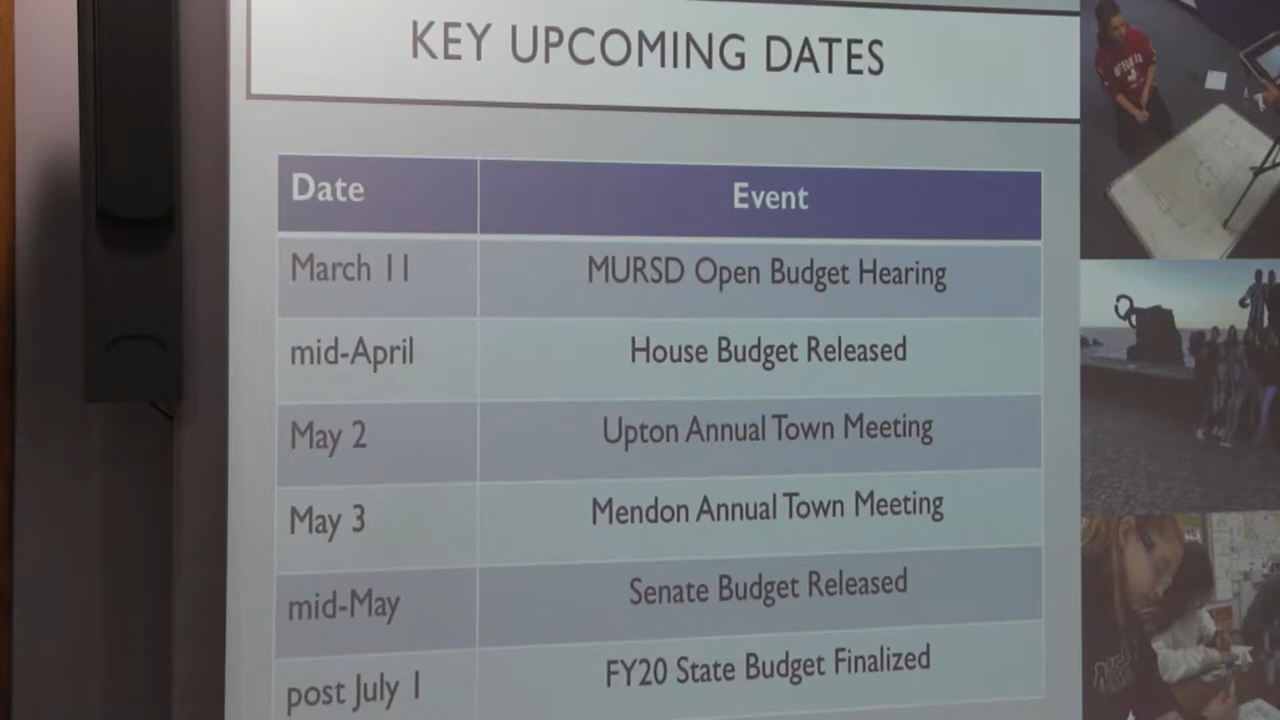 KEY UPCOMING DATES
Date Event
March 11 MURSD Open Budget Hearing
mid-April House Budget Released
May 2 Upton Annual Town Meeting
May 3 Mendon Annual Town Meeting
mid-May Senate Budget Released
post July 1 FY20 State Budget Finalized